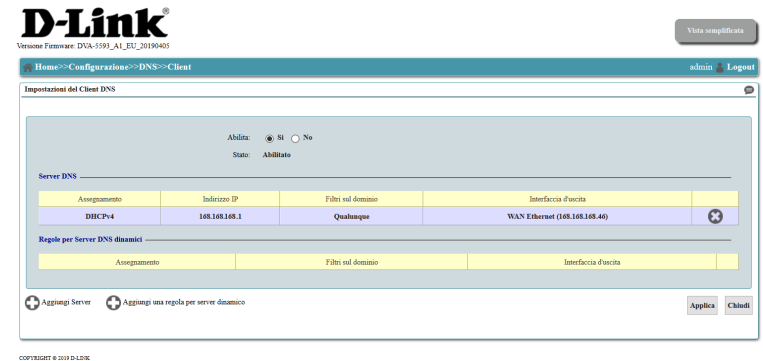 D-Link®
Versione Firmware: DVA-5593_A1_EU_20190405
Vista semplificata
Home>>Configurazione>>DNS>>Client
admin Logout
Impostazioni del Client DNS
Abilita: Sì No
Stato: Abilitato
Server DNS
Assegnamento Indirizzo IP Filtri sul dominio Interfaccia d'uscita
DHCPv4 168.168.168.1 Qualunque WAN Ethernet (168.168.168.46)
Regole per Server DNS dinamici
Assegnamento Filtri sul dominio Interfaccia d'uscita
Aggiungi Server Aggiungi una regola per server dinamico
Applica Chiudi
COPYRIGHT © 2019 D-LINK